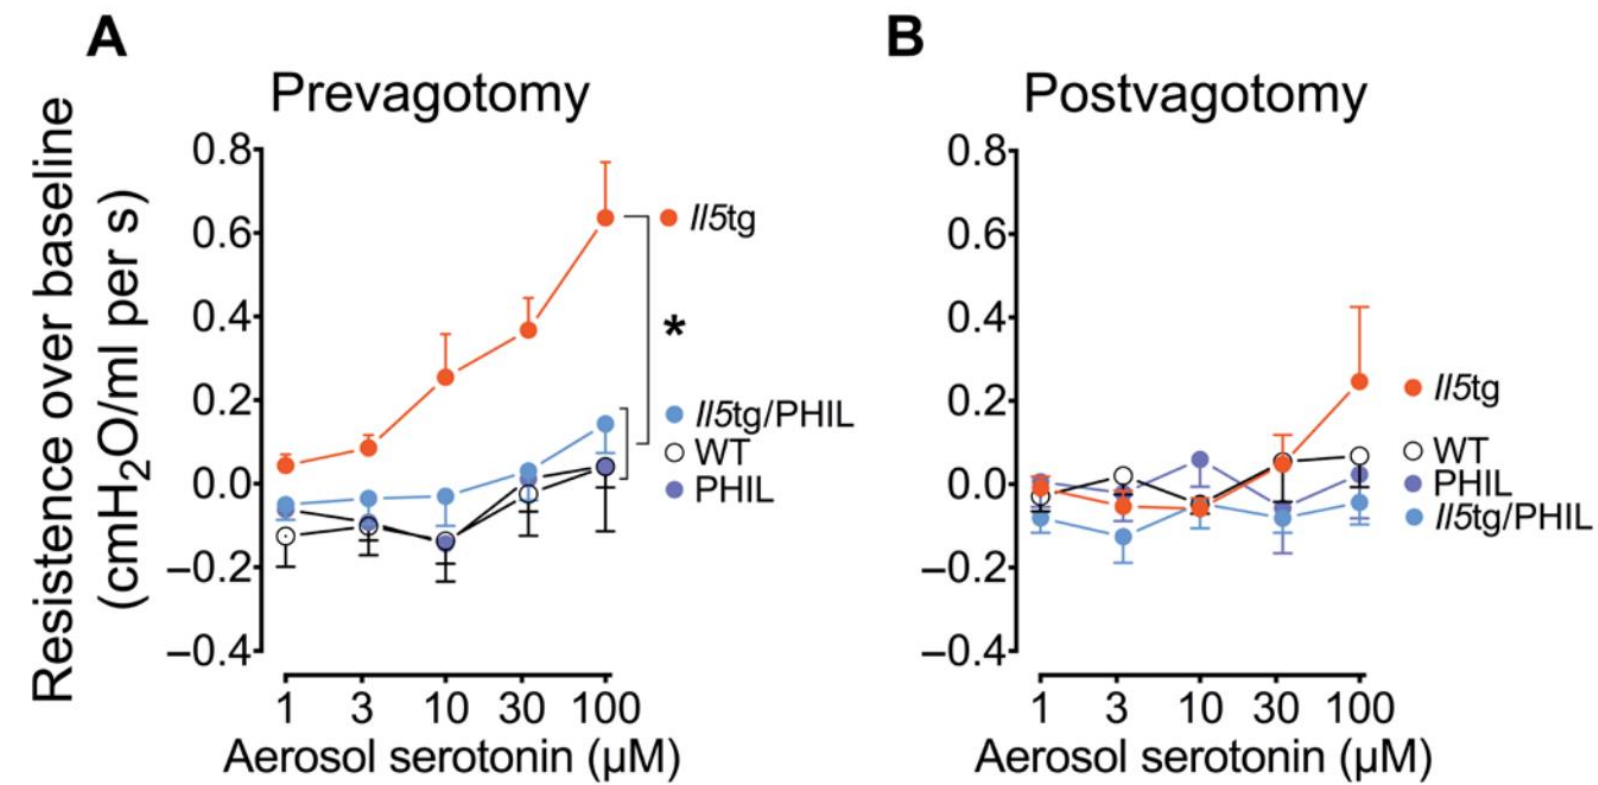 A
Prevagotomy
Resistence over baseline
(cmH₂O/ml per s)
0.8
0.6
0.4
0.2
0.0
–0.2
–0.4
Il5tg
*
Il5tg/PHIL
WT
PHIL
1 3 10 30 100
Aerosol serotonin (µM)
B
Postvagotomy
0.8
0.6
0.4
0.2
0.0
–0.2
–0.4
Il5tg
WT
PHIL
Il5tg/PHIL
1 3 10 30 100
Aerosol serotonin (µM)